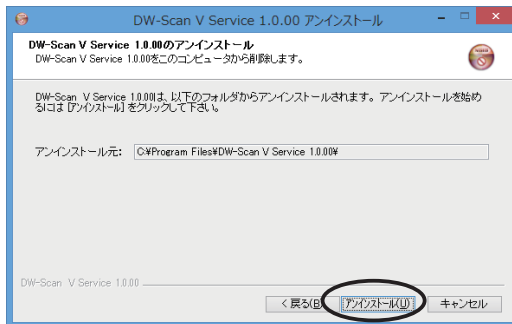 DW-Scan V Service 1.0.00 アンインストール
DW-Scan V Service 1.0.00のアンインストール
DW-Scan V Service 1.0.00をこのコンピュータから削除します。
DW-Scan V Service 1.0.00は、以下のフォルダからアンインストールされます。アンインストールを始め
るには [アンインストール] をクリックして下さい。
アンインストール元: C:¥Program Files¥DW-Scan V Service 1.0.00¥
DW-Scan V Service 1.0.00
< 戻る(B) アンインストール(U) キャンセル